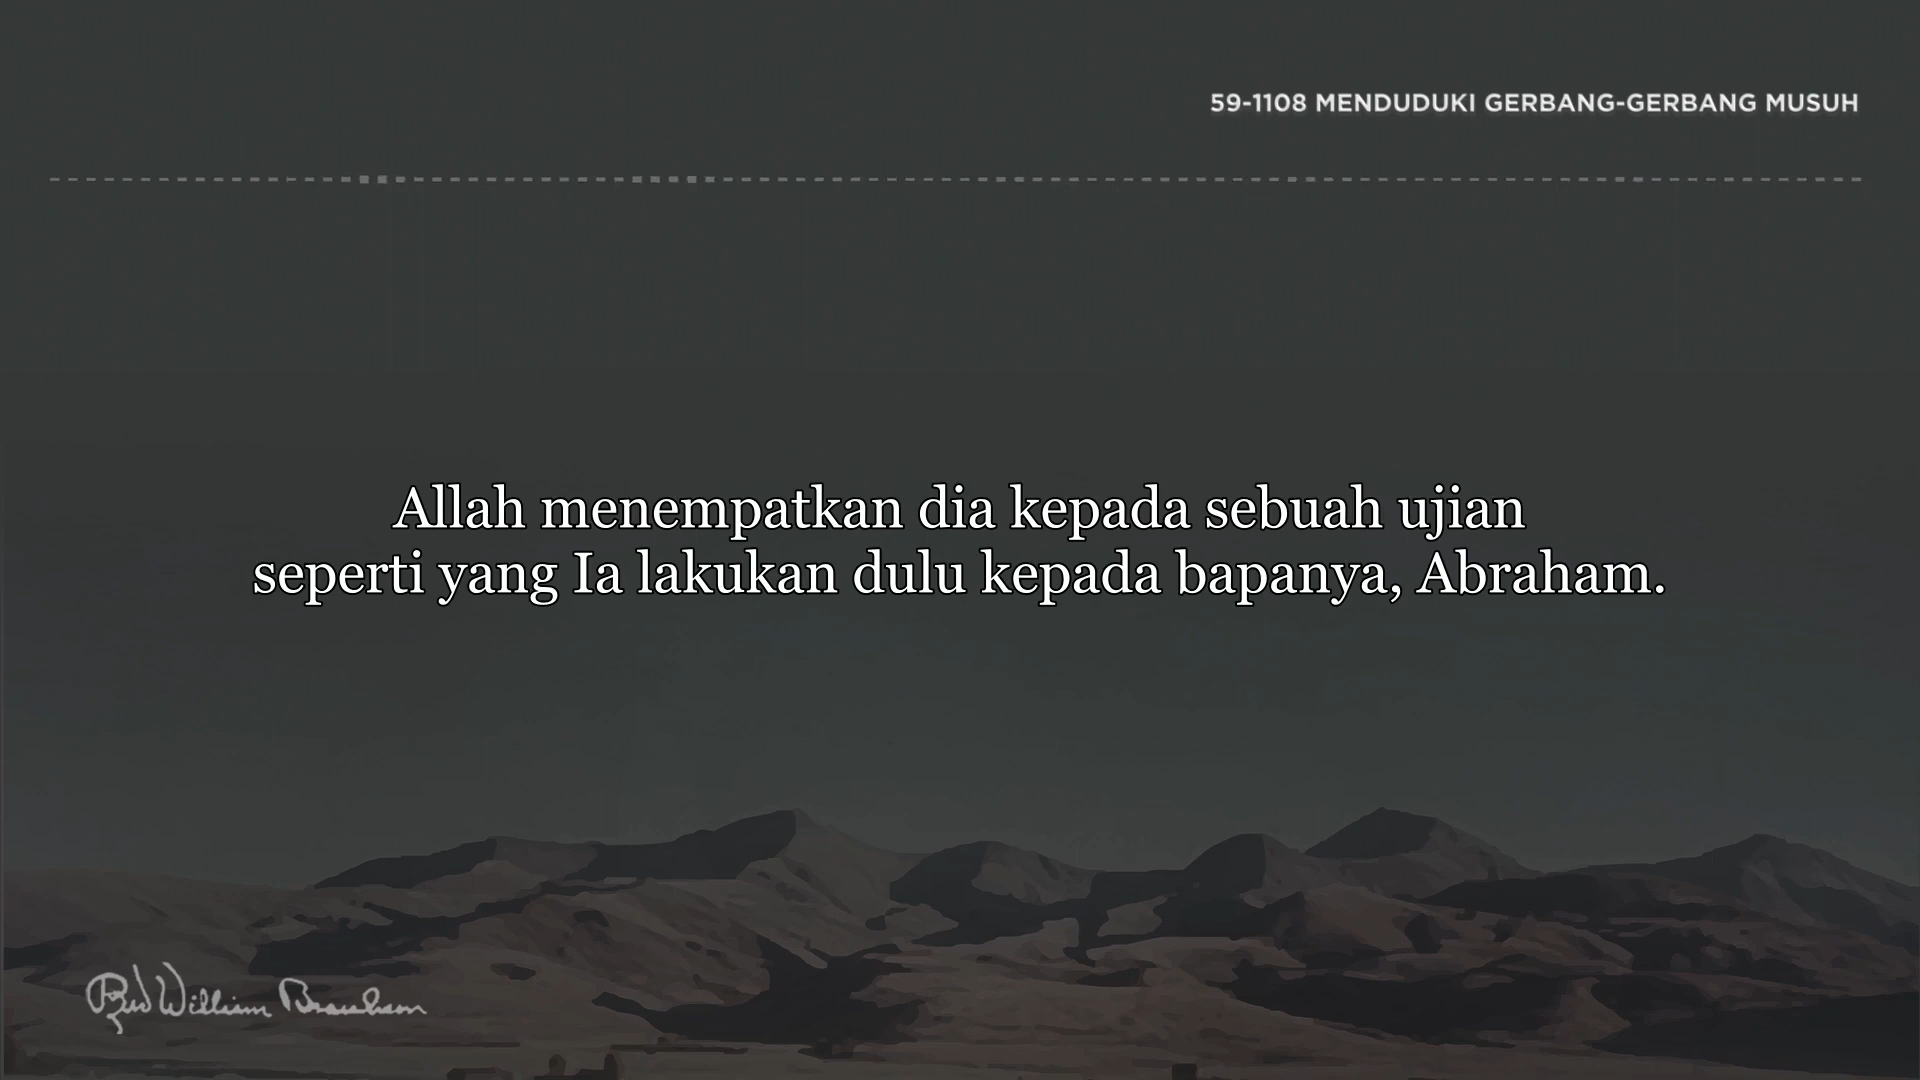 59-1108 MENDUDUKI GERBANG-GERBANG MUSUH
Allah menempatkan dia kepada sebuah ujian
seperti yang Ia lakukan dulu kepada bapanya, Abraham.
Rev William Branham